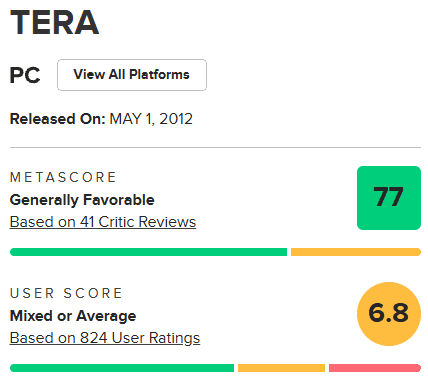 TERA
PC View All Platforms
Released On: MAY 1, 2012
METASCORE
Generally Favorable
Based on 41 Critic Reviews
77
USER SCORE
Mixed or Average
Based on 824 User Ratings
6.8